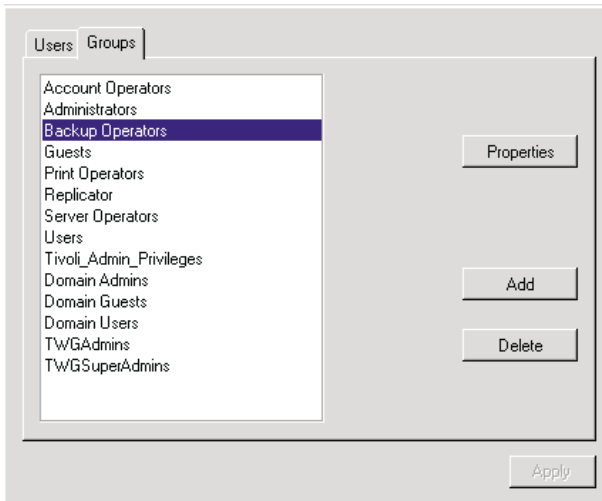 Users Groups
Account Operators
Administrators
Backup Operators
Guests
Print Operators
Replicator
Server Operators
Users
Tivoli_Admin_Privileges
Domain Admins
Domain Guests
Domain Users
TWGAdmins
TWGSuperAdmins
Properties
Add
Delete
Apply